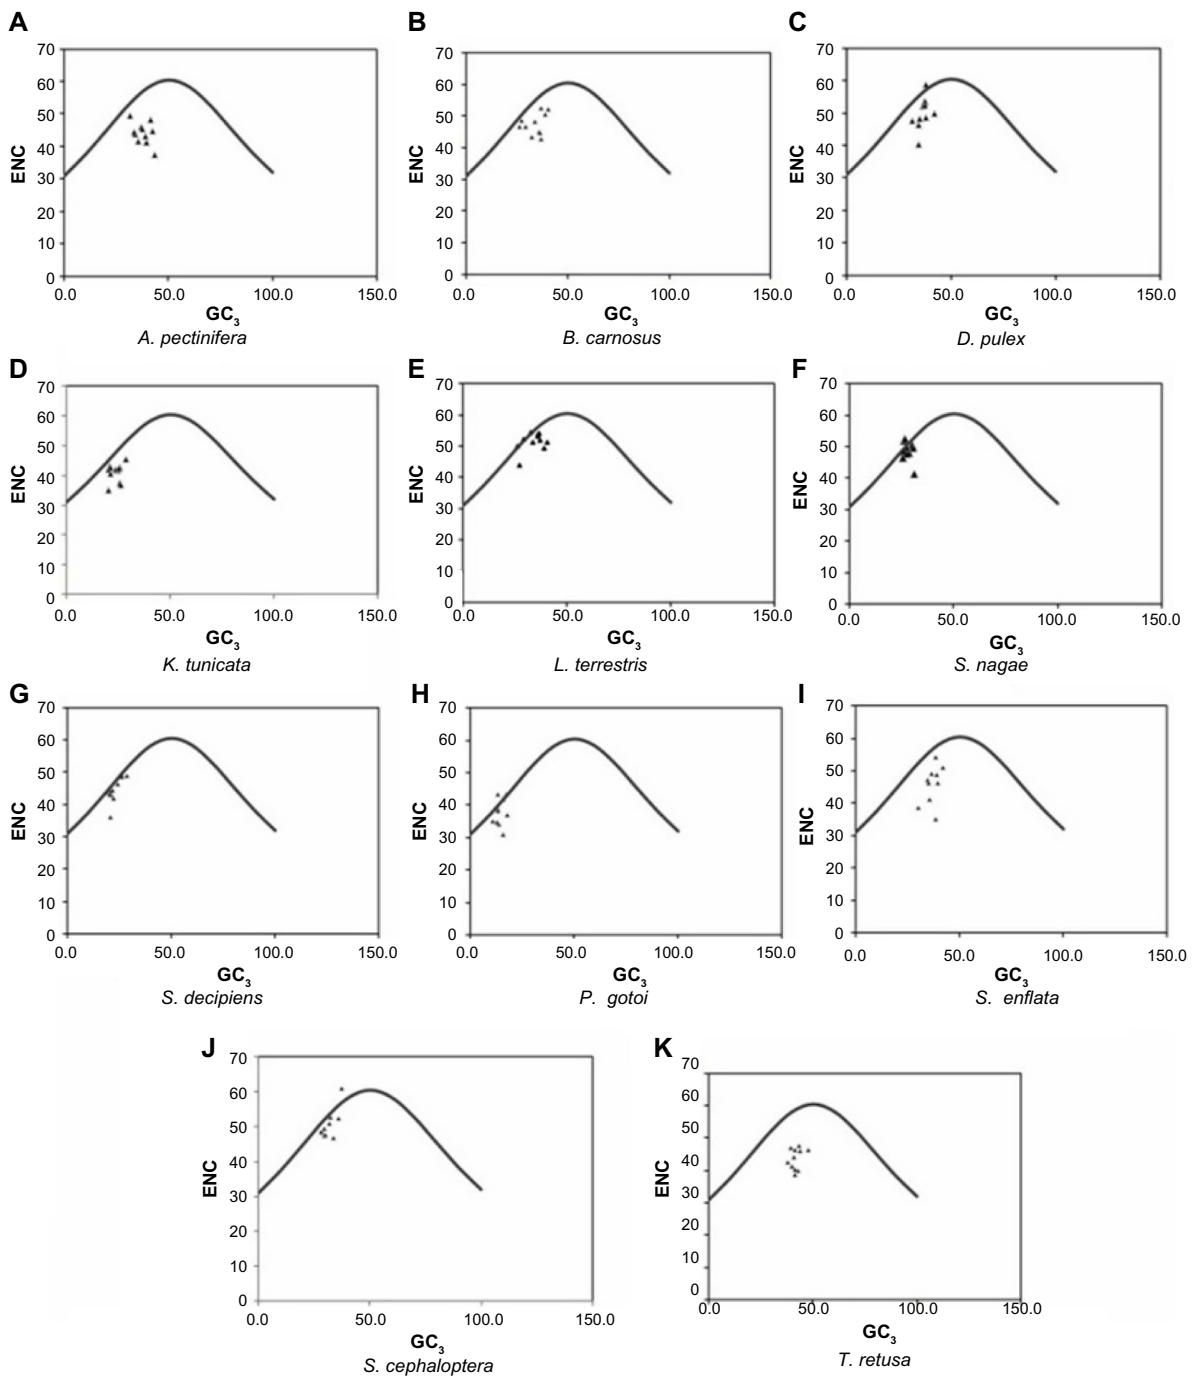 A B C
70 70 70
60 60 60
50 50 50
40 40 40
30 30 30
20 20 20
10 10 10
0 0 0
ENC ENC ENC
0.0 50.0 100.0 150.0 0.0 50.0 100.0 150.0 0.0 50.0 100.0 150.0
GC3 GC3 GC3
A. pectinifera B. carnosus D. pulex
D E F
70 70 70
60 60 60
50 50 50
40 40 40
30 30 30
20 20 20
10 10 10
0 0 0
ENC ENC ENC
0.0 50.0 100.0 150.0 0.0 50.0 100.0 150.0 0.0 50.0 100.0 150.0
GC3 GC3 GC3
K. tunicata L. terrestris S. nagae
G H I
70 70 70
60 60 60
50 50 50
40 40 40
30 30 30
20 20 20
10 10 10
0 0 0
ENC ENC ENC
0.0 50.0 100.0 150.0 0.0 50.0 100.0 150.0 0.0 50.0 100.0 150.0
GC3 GC3 GC3
S. decipiens P. gotoi S. enflata
J K
70 70
60 60
50 50
40 40
30 30
20 20
10 10
0 0
ENC ENC
0.0 50.0 100.0 150.0 0.0 50.0 100.0 150.0
GC3 GC3
S. cephaloptera T. retusa